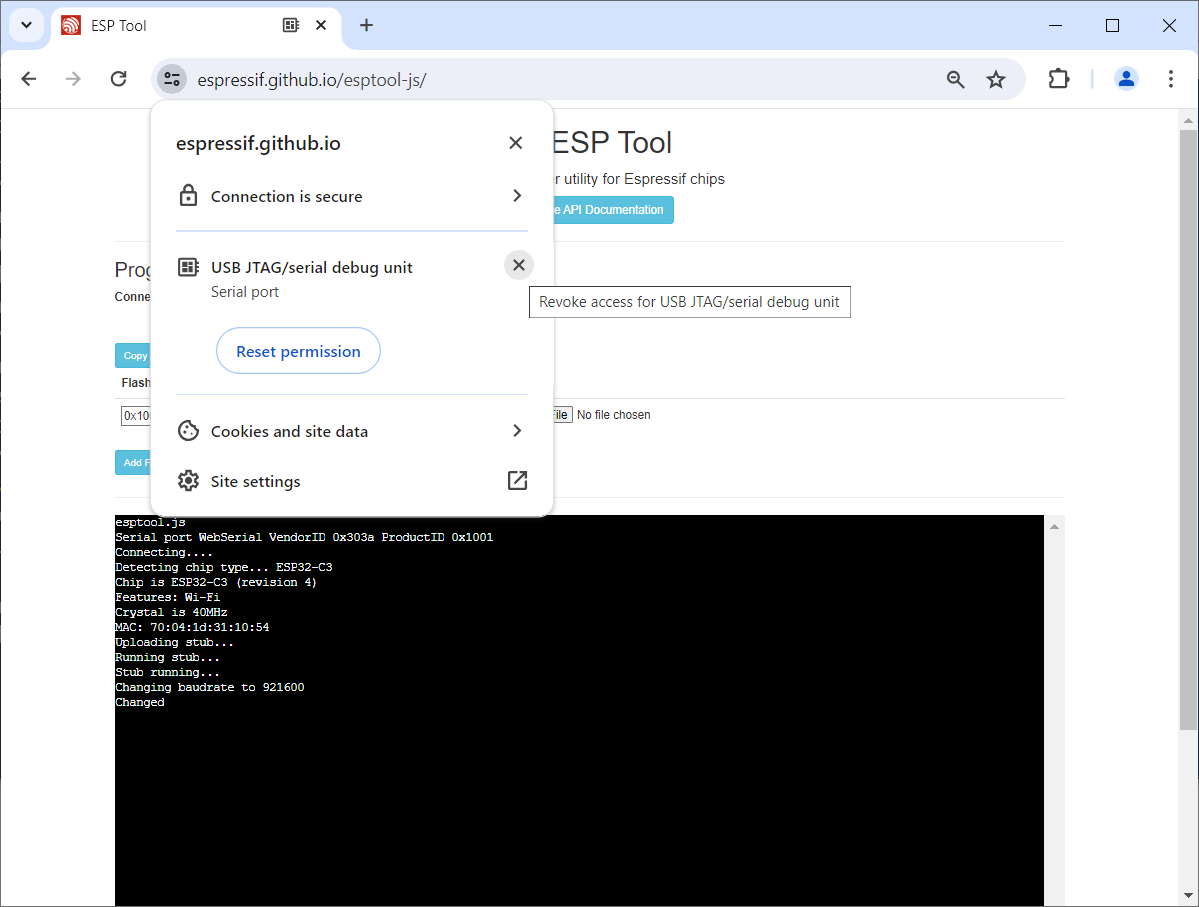 ESP Tool
espressif.github.io/esptool-js/
espressif.github.io
Connection is secure
USB JTAG/serial debug unit
Serial port
Revoke access for USB JTAG/serial debug unit
Reset permission
Cookies and site data
Site settings
ESP Tool
utility for Espressif chips
API Documentation
Copy
Flash
No file chosen
Add
esptool.js
Serial port WebSerial VendorID 0x303a ProductID 0x1001
Connecting....
Detecting chip type... ESP32-C3
Chip is ESP32-C3 (revision 4)
Features: Wi-Fi
Crystal is 40MHz
MAC: 70:04:1d:31:10:54
Uploading stub...
Running stub...
Stub running...
Changing baudrate to 921600
Changed